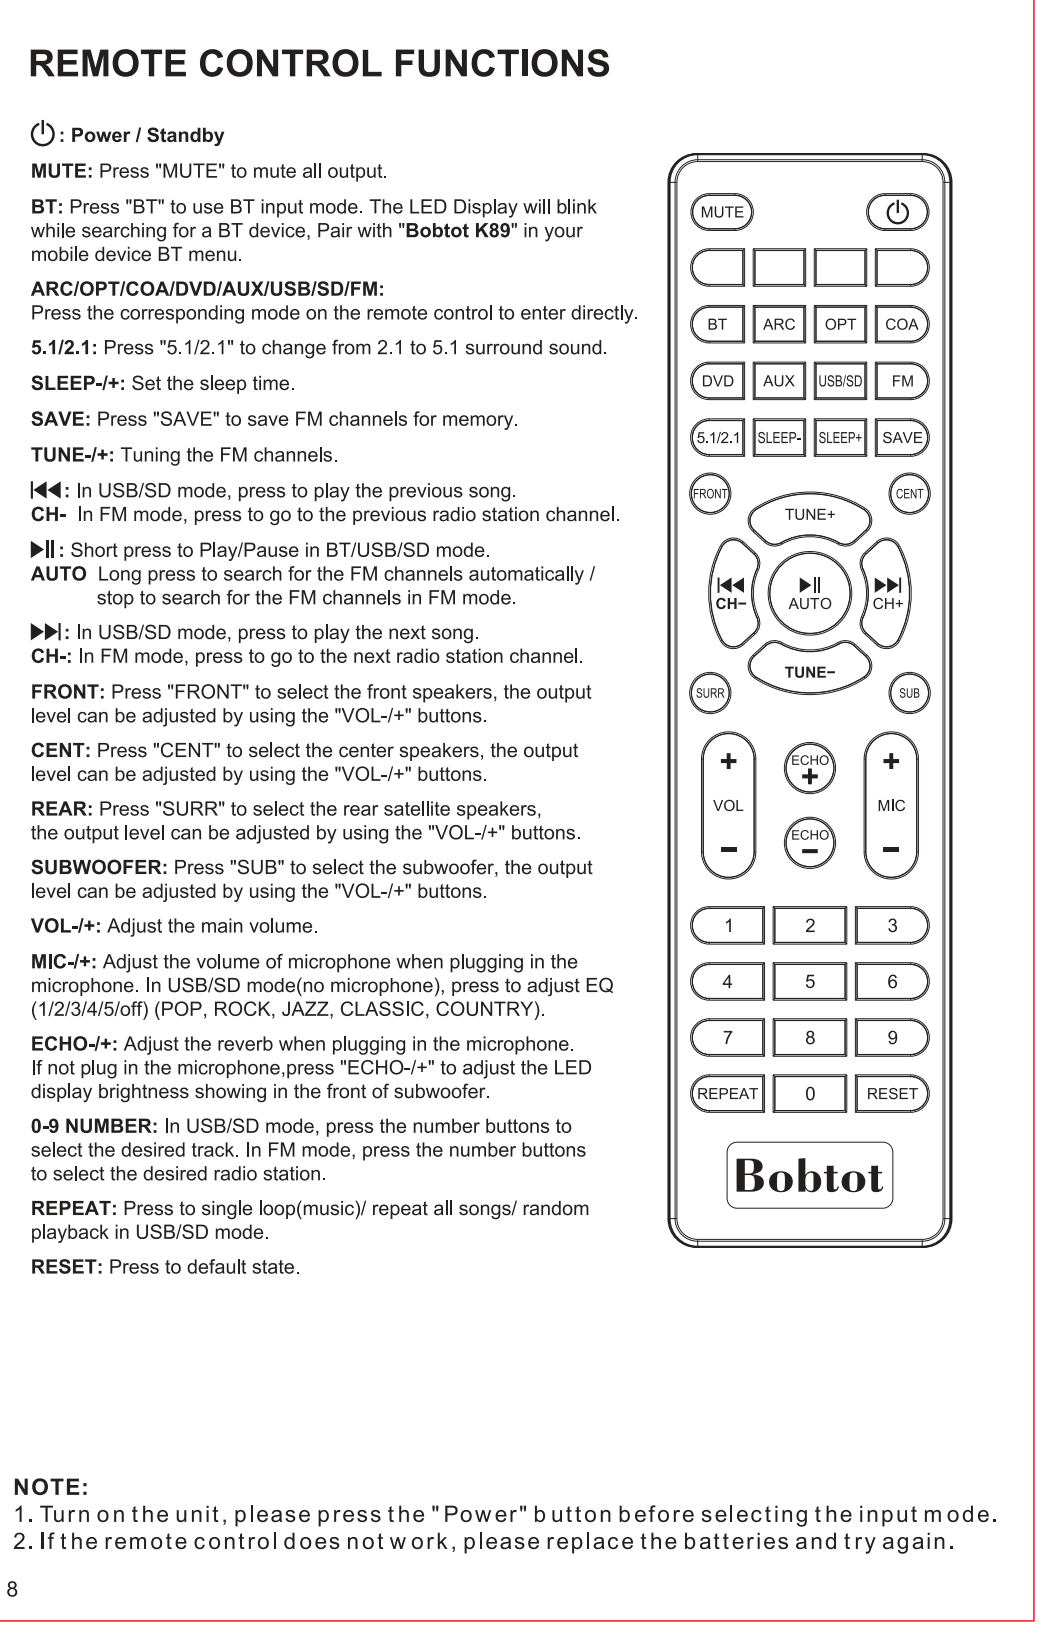 REMOTE CONTROL FUNCTIONS
: Power / Standby
MUTE: Press "MUTE" to mute all output.
BT: Press "BT" to use BT input mode. The LED Display will blink
while searching for a BT device, Pair with "Bobtot K89" in your
mobile device BT menu.
ARC/OPT/COA/DVD/AUX/USB/SD/FM:
Press the corresponding mode on the remote control to enter directly.
5.1/2.1: Press "5.1/2.1" to change from 2.1 to 5.1 surround sound.
SLEEP-/+: Set the sleep time.
SAVE: Press "SAVE" to save FM channels for memory.
TUNE-/+: Tuning the FM channels.
: In USB/SD mode, press to play the previous song.
CH- In FM mode, press to go to the previous radio station channel.
: Short press to Play/Pause in BT/USB/SD mode.
AUTO Long press to search for the FM channels automatically /
stop to search for the FM channels in FM mode.
: In USB/SD mode, press to play the next song.
CH-: In FM mode, press to go to the next radio station channel.
FRONT: Press "FRONT" to select the front speakers, the output
level can be adjusted by using the "VOL-/+" buttons.
CENT: Press "CENT" to select the center speakers, the output
level can be adjusted by using the "VOL-/+" buttons.
REAR: Press "SURR" to select the rear satellite speakers,
the output level can be adjusted by using the "VOL-/+" buttons.
SUBWOOFER: Press "SUB" to select the subwoofer, the output
level can be adjusted by using the "VOL-/+" buttons.
VOL-/+: Adjust the main volume.
MIC-/+: Adjust the volume of microphone when plugging in the
microphone. In USB/SD mode(no microphone), press to adjust EQ
(1/2/3/4/5/off) (POP, ROCK, JAZZ, CLASSIC, COUNTRY).
ECHO-/+: Adjust the reverb when plugging in the microphone.
If not plug in the microphone,press "ECHO-/+" to adjust the LED
display brightness showing in the front of subwoofer.
0-9 NUMBER: In USB/SD mode, press the number buttons to
select the desired track. In FM mode, press the number buttons
to select the desired radio station.
REPEAT: Press to single loop(music)/ repeat all songs/ random
playback in USB/SD mode.
RESET: Press to default state.
MUTE
BT ARC OPT COA
DVD AUX USB/SD FM
5.1/2.1 SLEEP- SLEEP+ SAVE
FRONT CENT
TUNE+
CH− AUTO CH+
TUNE−
SURR SUB
+ ECHO + +
VOL MIC
− ECHO − −
1 2 3
4 5 6
7 8 9
REPEAT 0 RESET
Bobtot
NOTE:
1. Turn on the unit, please press the "Power" button before selecting the input mode.
2. If the remote control does not work, please replace the batteries and try again.
8